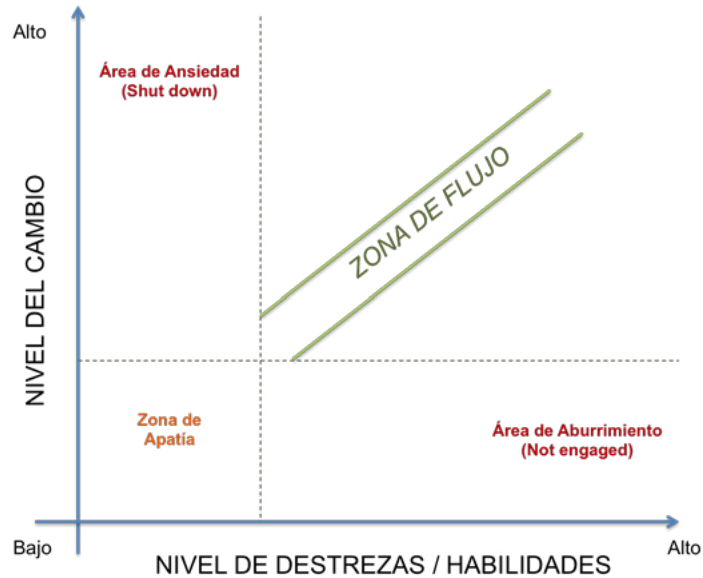 Alto
Área de Ansiedad
(Shut down)
ZONA DE FLUJO
NIVEL DEL CAMBIO
Zona de
Apatía
Área de Aburrimiento
(Not engaged)
Bajo
Alto
NIVEL DE DESTREZAS / HABILIDADES